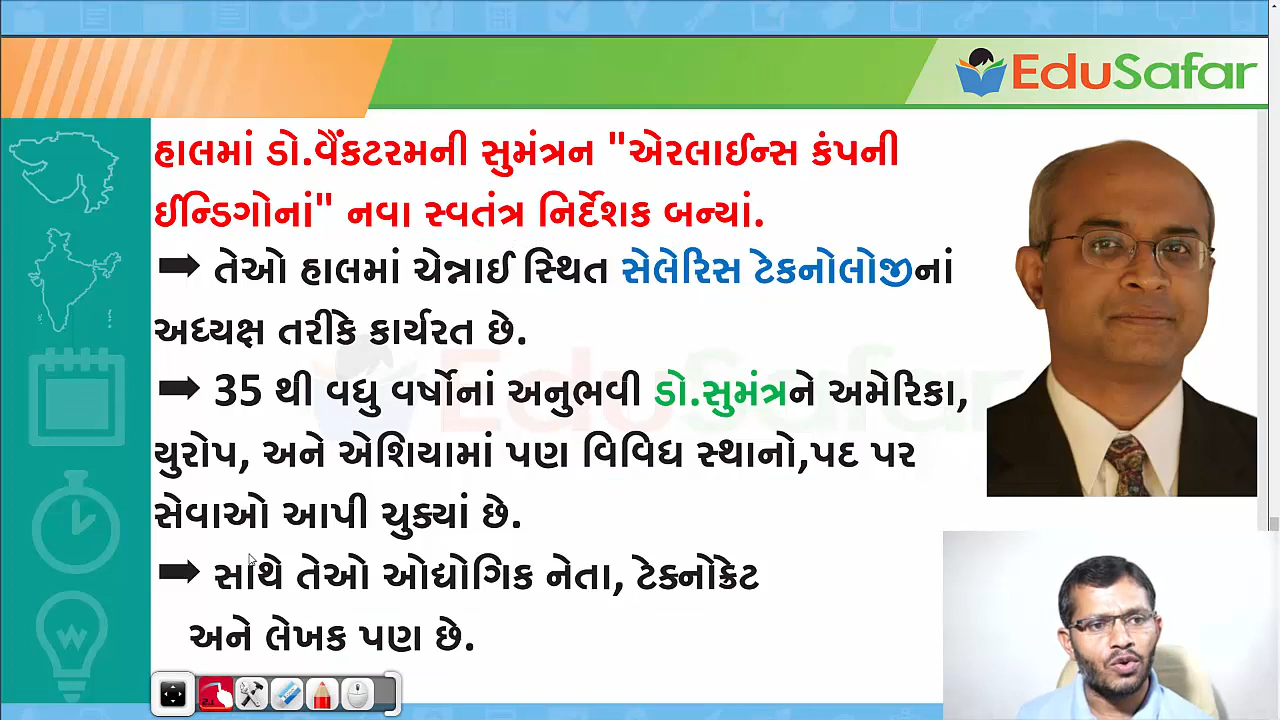 EduSafar
હાલમાં ડો.વૈંકટરમની સુમંત્રન "એરલાઈન્સ કંપની
ઈન્ડિગોનાં" નવા સ્વતંત્ર નિર્દેશક બન્યાં.
➡ તેઓ હાલમાં ચેન્નાઈ સ્થિત સેલેરિસ ટેકનોલોજીનાં
અધ્યક્ષ તરીકે કાર્યરત છે.
➡ 35 થી વધુ વર્ષોનાં અનુભવી ડો.સુમંત્રને અમેરિકા,
યુરોપ, અને એશિયામાં પણ વિવિધ સ્થાનો,પદ પર
સેવાઓ આપી ચુક્યાં છે.
➡ સાથે તેઓ ઓદ્યોગિક નેતા, ટેક્નોક્રેટ
અને લેખક પણ છે.